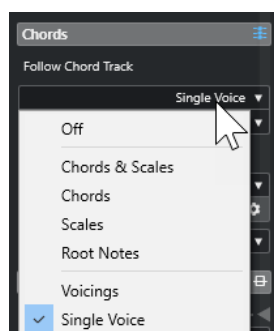 Chords
Follow Chord Track
Single Voice
Off
Chords & Scales
Chords
Scales
Root Notes
Voicings
Single Voice